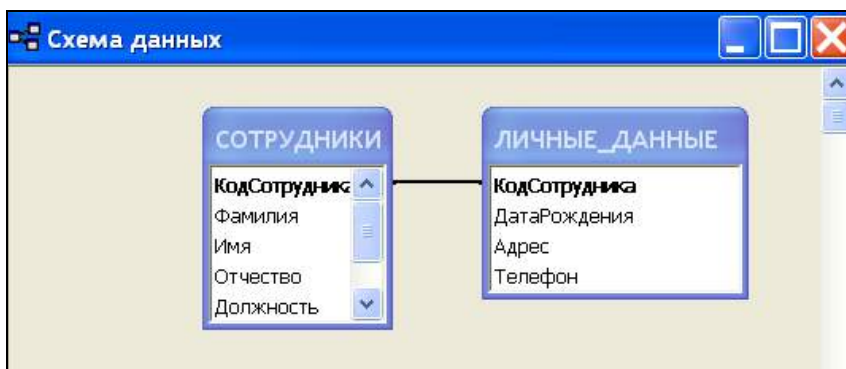 Схема данных
СОТРУДНИКИ
КодСотрудника
Фамилия
Имя
Отчество
Должность
ЛИЧНЫЕ_ДАННЫЕ
КодСотрудника
ДатаРождения
Адрес
Телефон